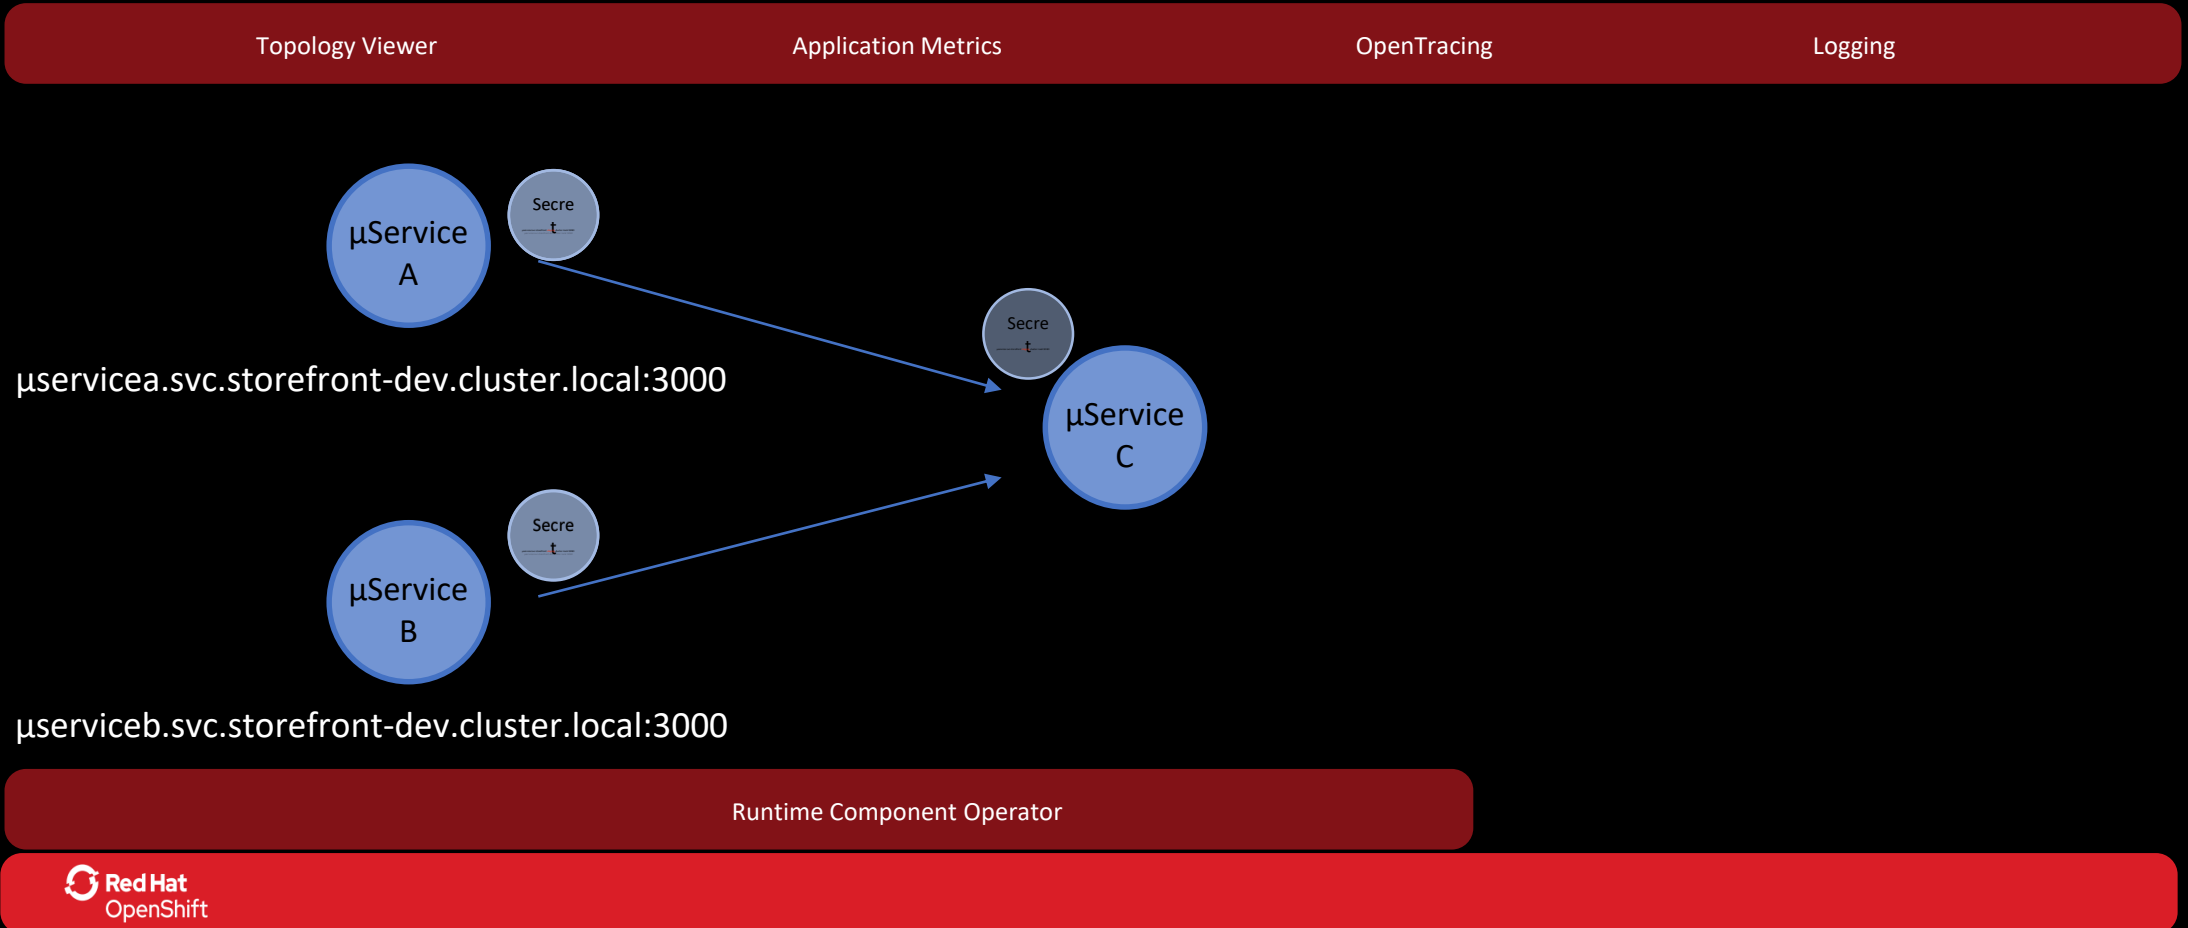 Topology Viewer
Application Metrics
OpenTracing
Logging
µService
A
Secre
t
µservicea.svc.storefront-dev.cluster.local:3000
Secre
t
µService
C
Secre
t
µService
B
µserviceb.svc.storefront-dev.cluster.local:3000
Runtime Component Operator
Red Hat
OpenShift